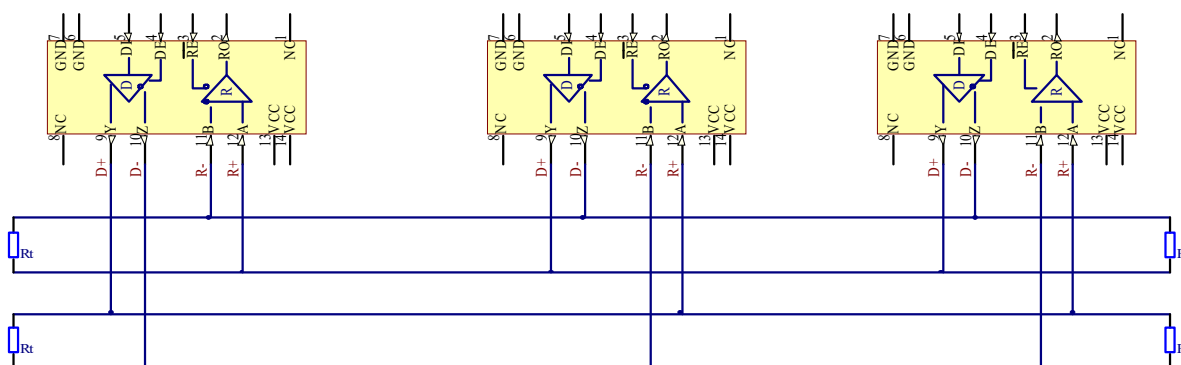 7 6 5 4 3 2 1 7 6 5 4 3 2 1 7 6 5 4 3 2 1
GND GND DI DE RE RO NC GND GND DI DE RE RO NC GND GND DI DE RE RO NC
D R D R D R
NC Y Z B A VCC VCC NC Y Z B A VCC VCC NC Y Z B A VCC VCC
8 9 10 11 12 13 14 8 9 10 11 12 13 14 8 9 10 11 12 13 14
D+ D- R- R+ D+ D- R- R+ D+ D- R- R+
Rt
Rt